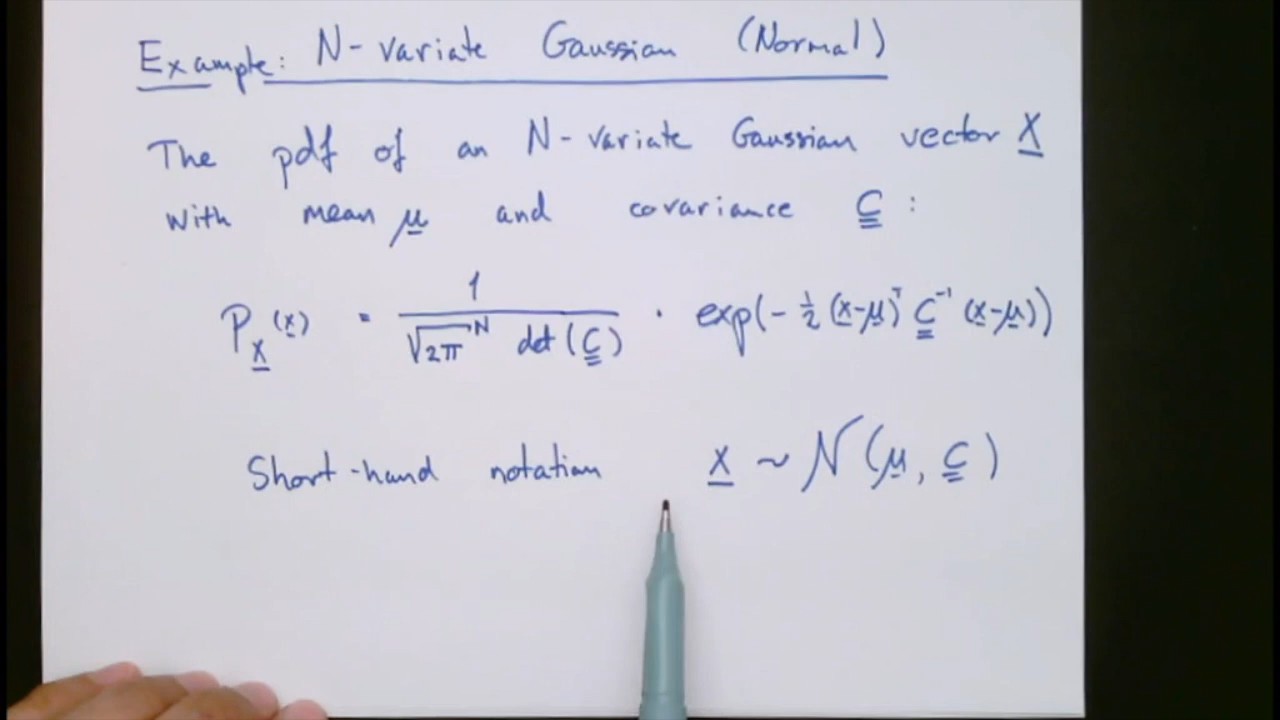 Example: N-variate Gaussian (Normal)
The pdf of an N-variate Gaussian vector X
with mean μ and covariance C :
P_X(x) = 1 / (√2π^N det(C)) · exp(-½ (x-μ)^T C^-1 (x-μ))
Short-hand notation X ~ N(μ, C)